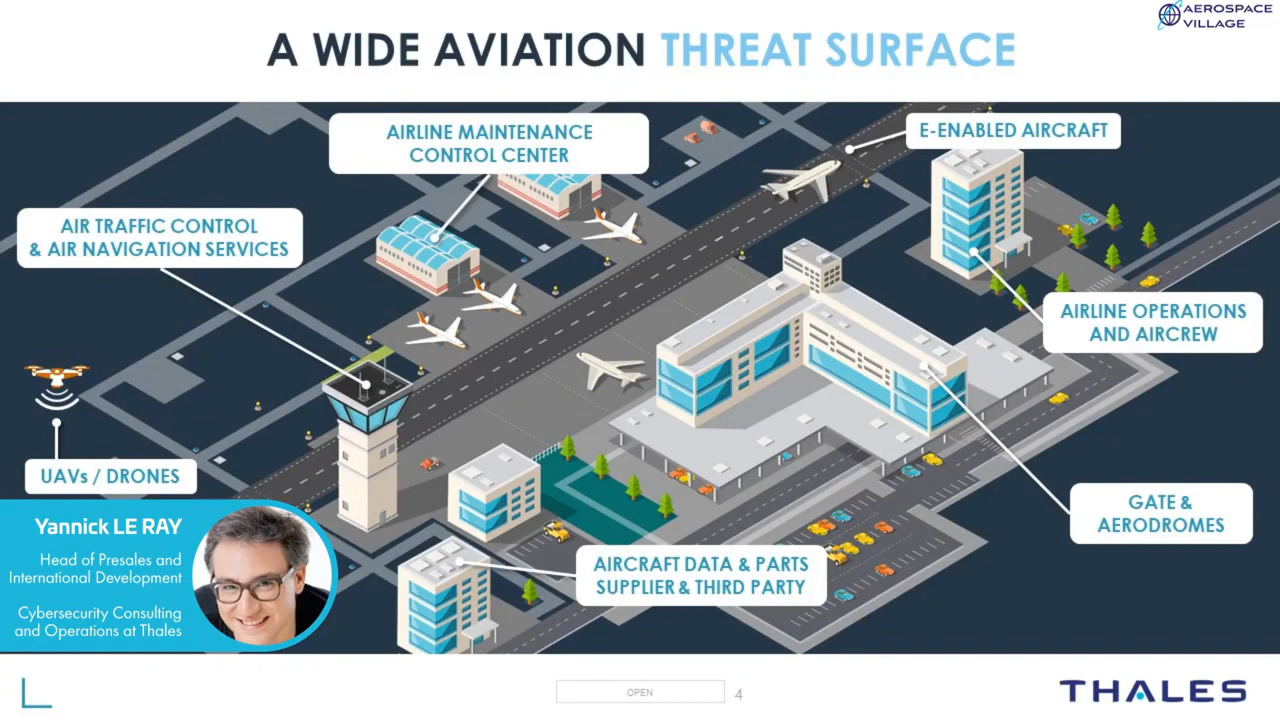 AEROSPACE
VILLAGE
A WIDE AVIATION THREAT SURFACE
AIRLINE MAINTENANCE
CONTROL CENTER
E-ENABLED AIRCRAFT
AIR TRAFFIC CONTROL
& AIR NAVIGATION SERVICES
AIRLINE OPERATIONS
AND AIRCREW
UAVs / DRONES
GATE &
AERODROMES
AIRCRAFT DATA & PARTS
SUPPLIER & THIRD PARTY
Yannick LE RAY
Head of Presales and
International Development
Cybersecurity Consulting
and Operations at Thales
OPEN
4
THALES